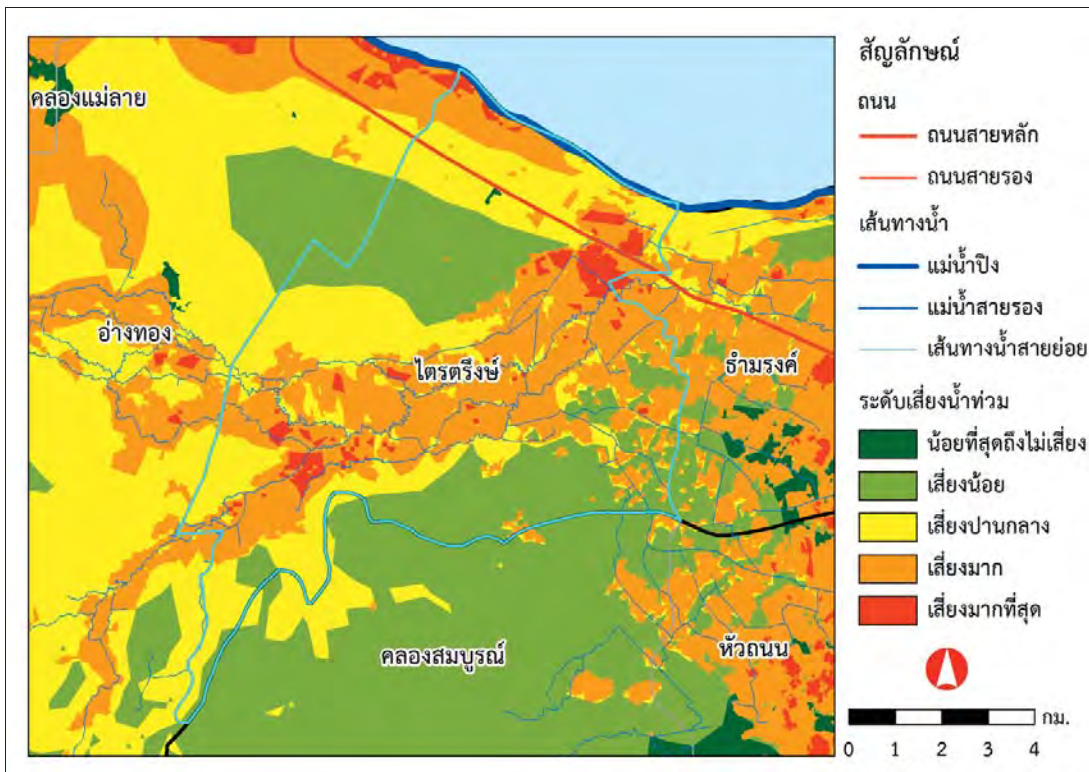 คลองแม่ลาย
อ่างทอง
ไตรตรึงษ์
ธำมรงค์
คลองสมบูรณ์
หัวถนน
สัญลักษณ์
ถนน
ถนนสายหลัก
ถนนสายรอง
เส้นทางน้ำ
แม่น้ำปิง
แม่น้ำสายรอง
เส้นทางน้ำสายย่อย
ระดับเสี่ยงน้ำท่วม
น้อยที่สุดถึงไม่เสี่ยง
เสี่ยงน้อย
เสี่ยงปานกลาง
เสี่ยงมาก
เสี่ยงมากที่สุด
กม.
0 1 2 3 4